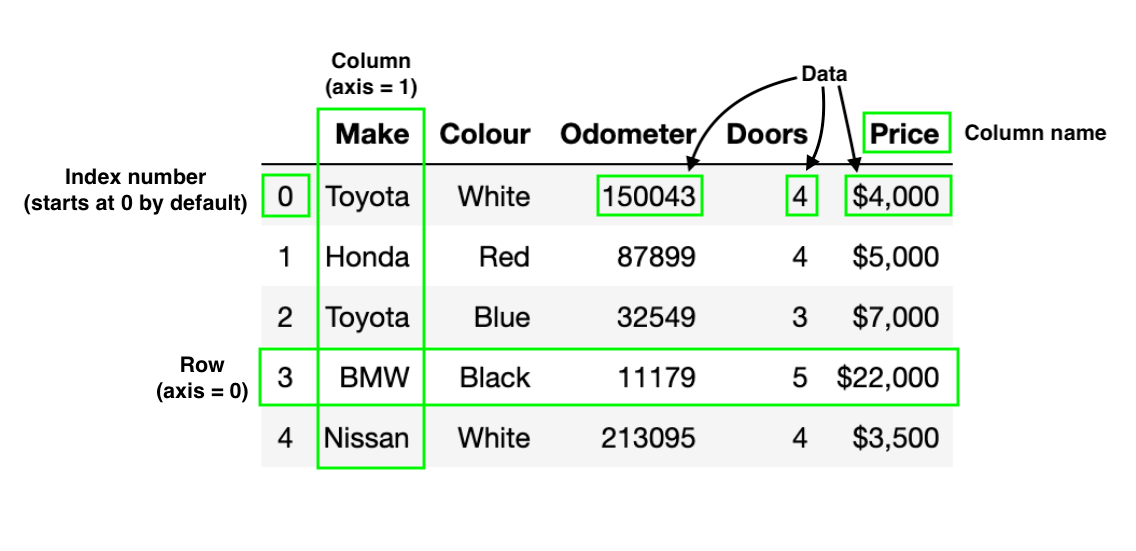 Column
(axis = 1)
Data
Make Colour Odometer Doors Price Column name
Index number
(starts at 0 by default)
0 Toyota White 150043 4 $4,000
1 Honda Red 87899 4 $5,000
2 Toyota Blue 32549 3 $7,000
Row
(axis = 0)
3 BMW Black 11179 5 $22,000
4 Nissan White 213095 4 $3,500